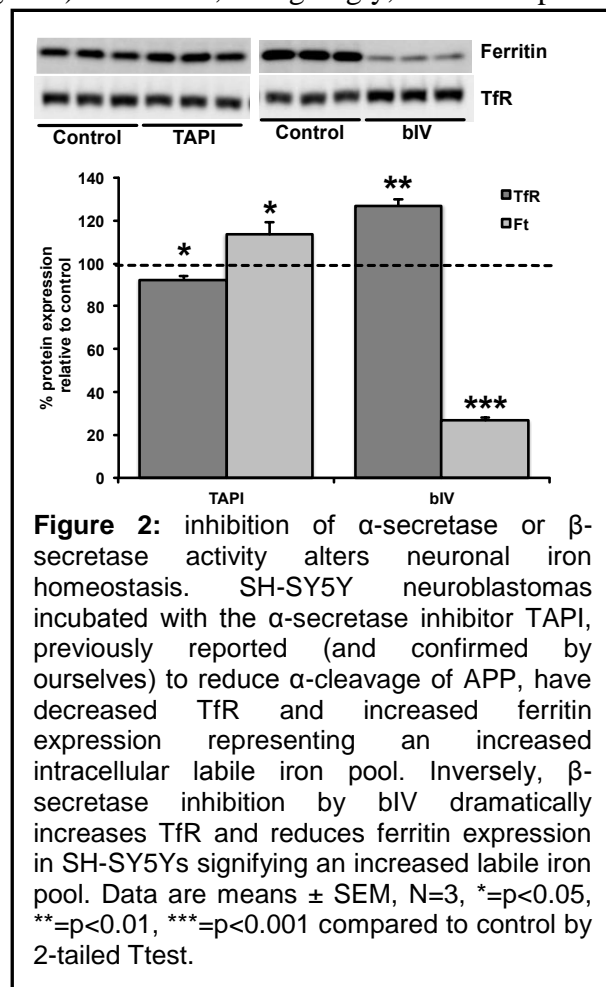 Ferritin
TfR
Control TAPI Control bIV
140
120
100
80
60
40
20
0
% protein expression
relative to control
*
*
**
***
TfR
Ft
TAPI bIV
Figure 2: inhibition of α-secretase or β-
secretase activity alters neuronal iron
homeostasis. SH-SY5Y neuroblastomas
incubated with the α-secretase inhibitor TAPI,
previously reported (and confirmed by
ourselves) to reduce α-cleavage of APP, have
decreased TfR and increased ferritin
expression representing an increased
intracellular labile iron pool. Inversely, β-
secretase inhibition by bIV dramatically
increases TfR and reduces ferritin expression
in SH-SY5Ys signifying an increased labile iron
pool. Data are means ± SEM, N=3, *=p<0.05,
**=p<0.01, ***=p<0.001 compared to control by
2-tailed Ttest.